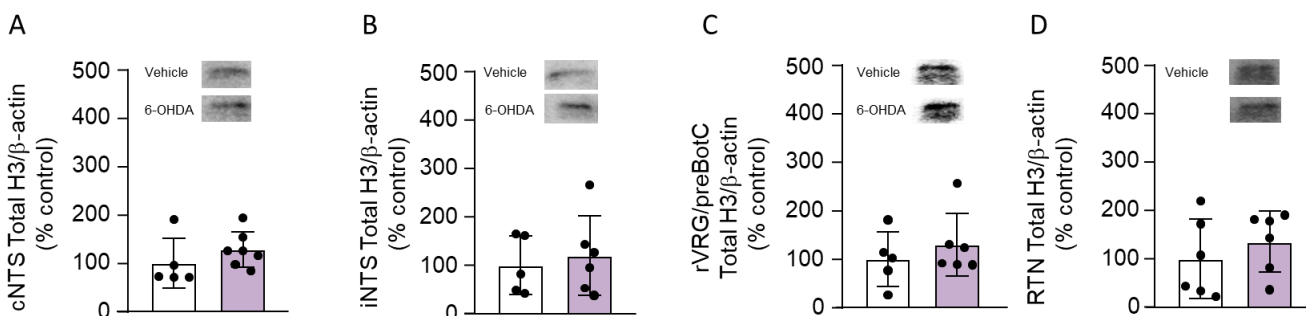 A
cNTS Total H3/β-actin
(% control)
500
400
300
200
100
0
Vehicle
6-OHDA
B
iNTS Total H3/β-actin
(% control)
500
400
300
200
100
0
Vehicle
6-OHDA
C
rVRG/preBotC
Total H3/β-actin
(% control)
500
400
300
200
100
0
Vehicle
6-OHDA
D
RTN Total H3/β-actin
(% control)
500
400
300
200
100
0
Vehicle